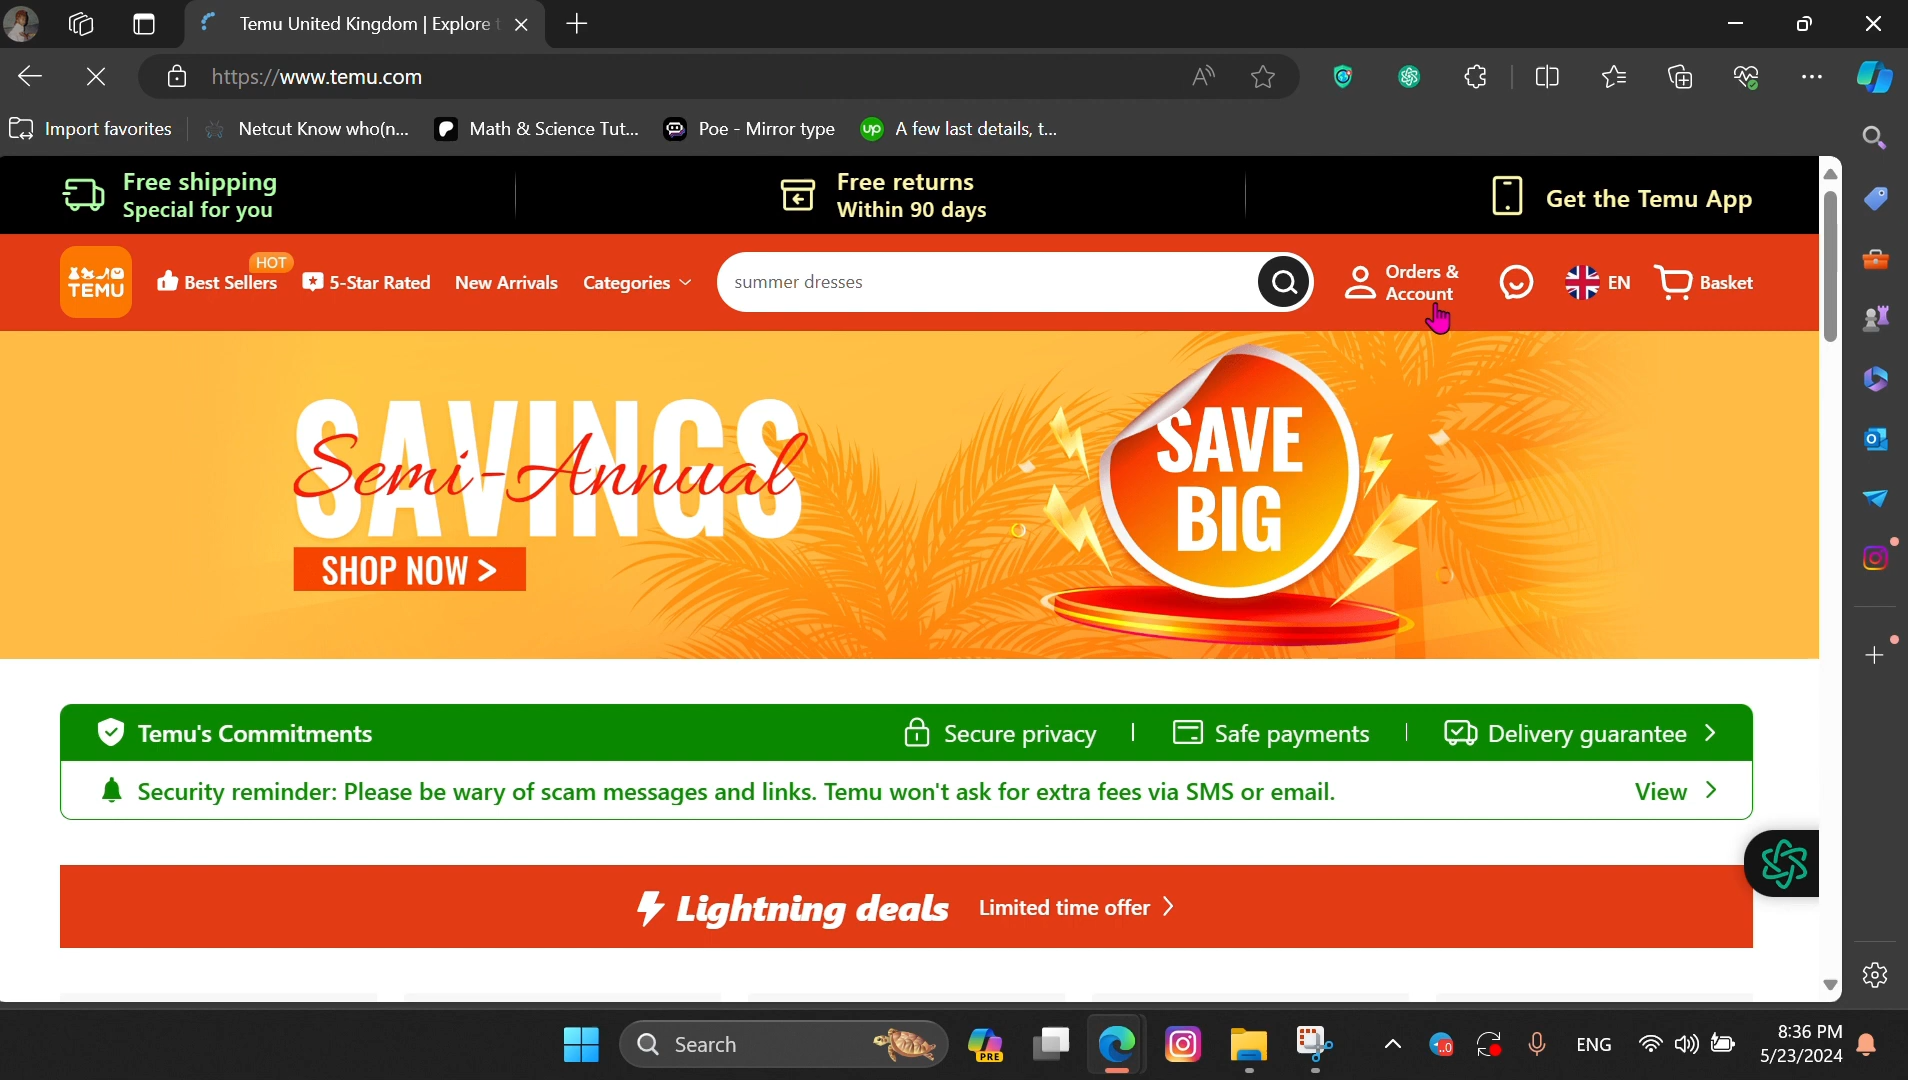 Temu United Kingdom | Explore t
https://www.temu.com
Import favorites
Netcut Know who(n...
Math & Science Tut...
Poe - Mirror type
up
A few last details, t...
Free shipping
Special for you
Free returns
Within 90 days
Get the Temu App
TEMU
Best Sellers
HOT
5-Star Rated
New Arrivals
Categories
summer dresses
Orders &
Account
EN
Basket
SAVINGS
Semi-Annual
SHOP NOW >
SAVE
BIG
Temu's Commitments
Secure privacy
Safe payments
Delivery guarantee
Security reminder: Please be wary of scam messages and links. Temu won't ask for extra fees via SMS or email.
View
Lightning deals
Limited time offer
Search
PRE
.0
ENG
8:36 PM
5/23/2024